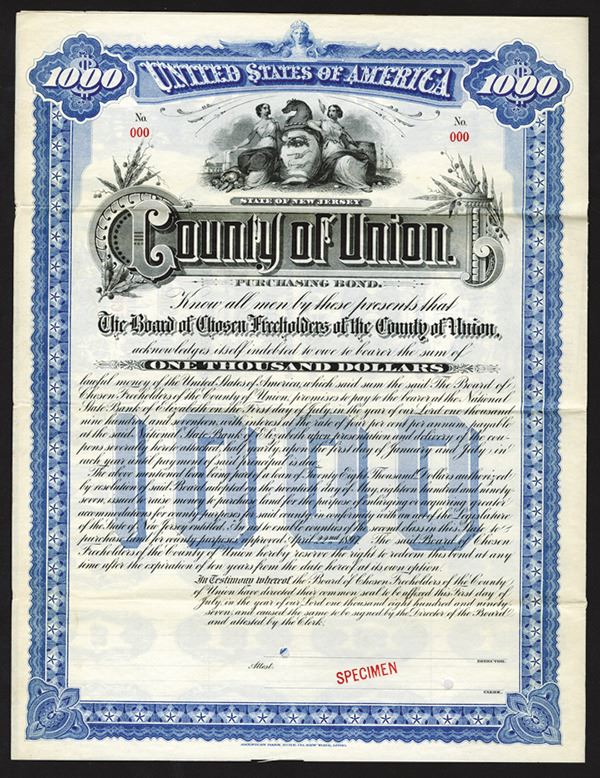 1000 UNITED STATES OF AMERICA 1000
No. 000 No. 000
STATE OF NEW JERSEY
County of Union.
PURCHASING BOND.
Know all men by these presents that
The Board of Chosen Freeholders of the County of Union,
acknowledges itself indebted to owe to bearer the sum of
ONE THOUSAND DOLLARS
lawful money of the United States of America, which said sum the said The Board of
Chosen Freeholders of the County of Union, promises to pay to the bearer at the National
State Bank of Elizabeth on the First day of July, in the year of our Lord one thousand
nine hundred and seventeen, with interest at the rate of four per cent per annum, payable
at the said National State Bank of Elizabeth upon presentation and delivery of the cou-
pons severally hereto attached, half yearly, upon the first day of January and July in
each year until payment of said principal is due.
The above mentioned sum being part of a loan of Twenty Eight Thousand Dollars authorized
by resolution of said Board, adopted on the twentieth day of May, eighteen hundred and ninety
seven, issued to raise money to purchase land for the purpose of enlarging or acquiring greater
accommodations for county purposes for said County in conformity with an act of the Legislature
of the State of New Jersey entitled "An act to enable counties of the second class in this State to
purchase land for county purposes," approved April 22nd 18 The said Board of Chosen
Freeholders of the County of Union hereby reserve the right to redeem this bond at any
time after the expiration of ten years from the date hereof at its own option.
In Testimony whereof the Board of Chosen Freeholders of the County
of Union have directed their common seal to be affixed this First day of
July, in the year of our Lord one thousand eight hundred and ninety
seven, and caused the same to be signed by the Director of the Board
and attested by the Clerk.
DIRECTOR.
Attest:
SPECIMEN
CLERK.
AMERICAN BANK NOTE CO. NEW YORK.
1000